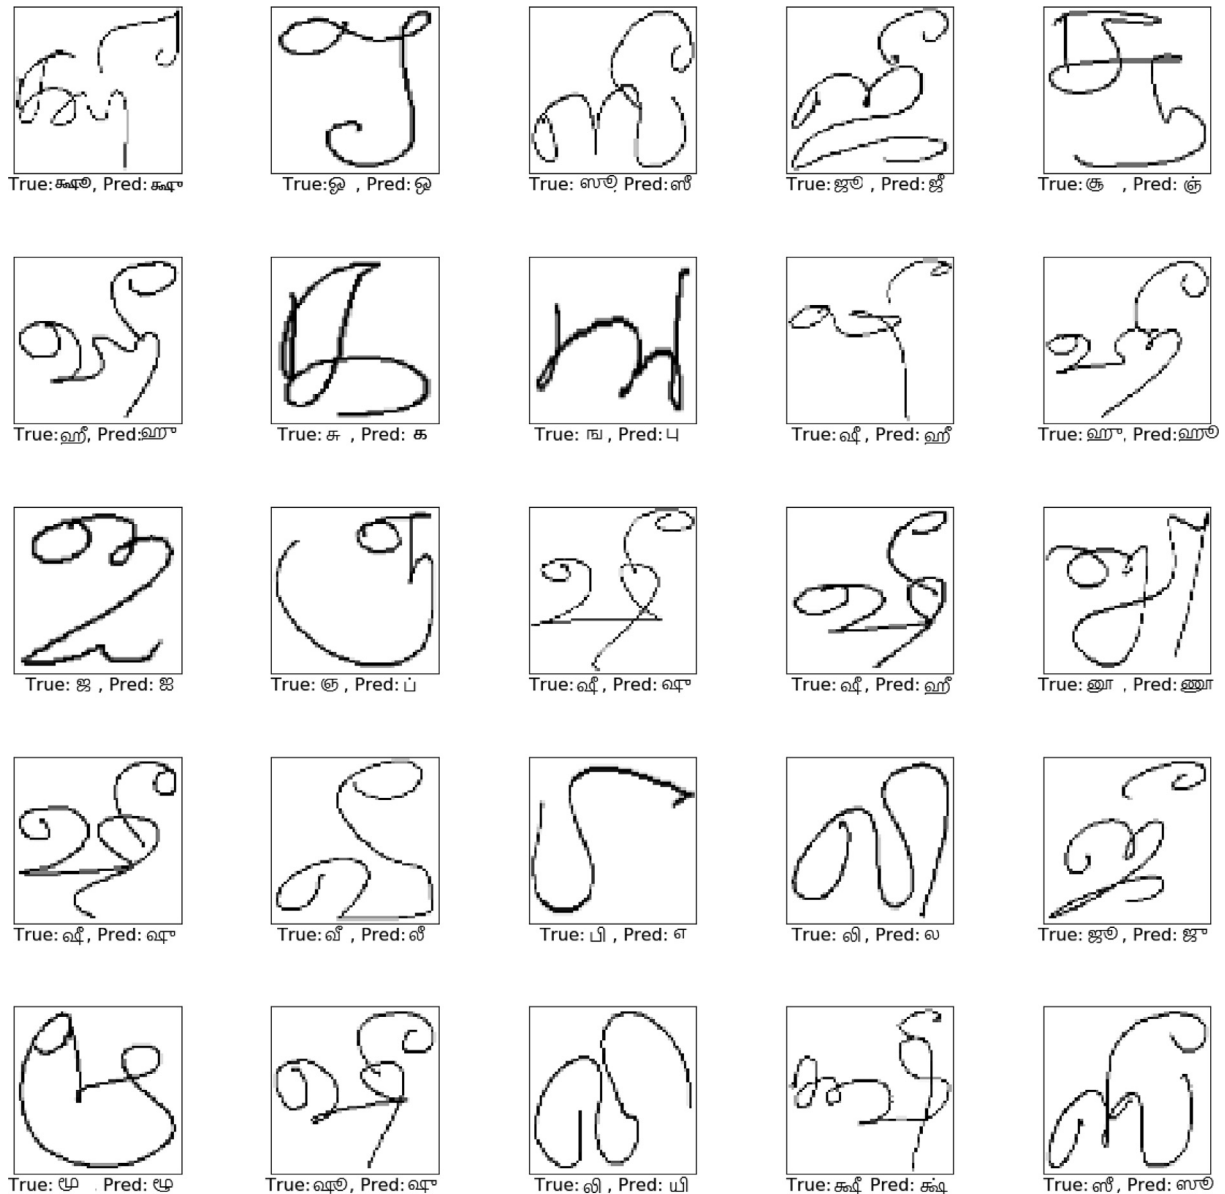 True: க்ஷூ, Pred: க்ஷு
True: ஓ , Pred: ஒ
True: ஸூ Pred: ஸீ
True: ஜூ , Pred: ஜீ
True: சூ , Pred: ஞ்
True: ஹீ, Pred: ஹு
True: சு , Pred: க
True: ங , Pred: பு
True: ஷீ , Pred: ஹீ
True: ஹு, Pred: ஹூ
True: ஜ , Pred: ஐ
True: ஞ , Pred: ப்
True: ஷீ , Pred: ஷு
True: ஷீ , Pred: ஹீ
True: னூ , Pred: ணூ
True: ஷீ , Pred: ஷு
True: வீ , Pred: லீ
True: பி , Pred: எ
True: லி, Pred: ல
True: ஜூ , Pred: ஜு
True: மூ . Pred: ழூ
True: ஷூ, Pred: ஷு
True: லி , Pred: யி
True: க்ஷீ Pred: க்ஷ்
True: ஸீ , Pred: ஸூ